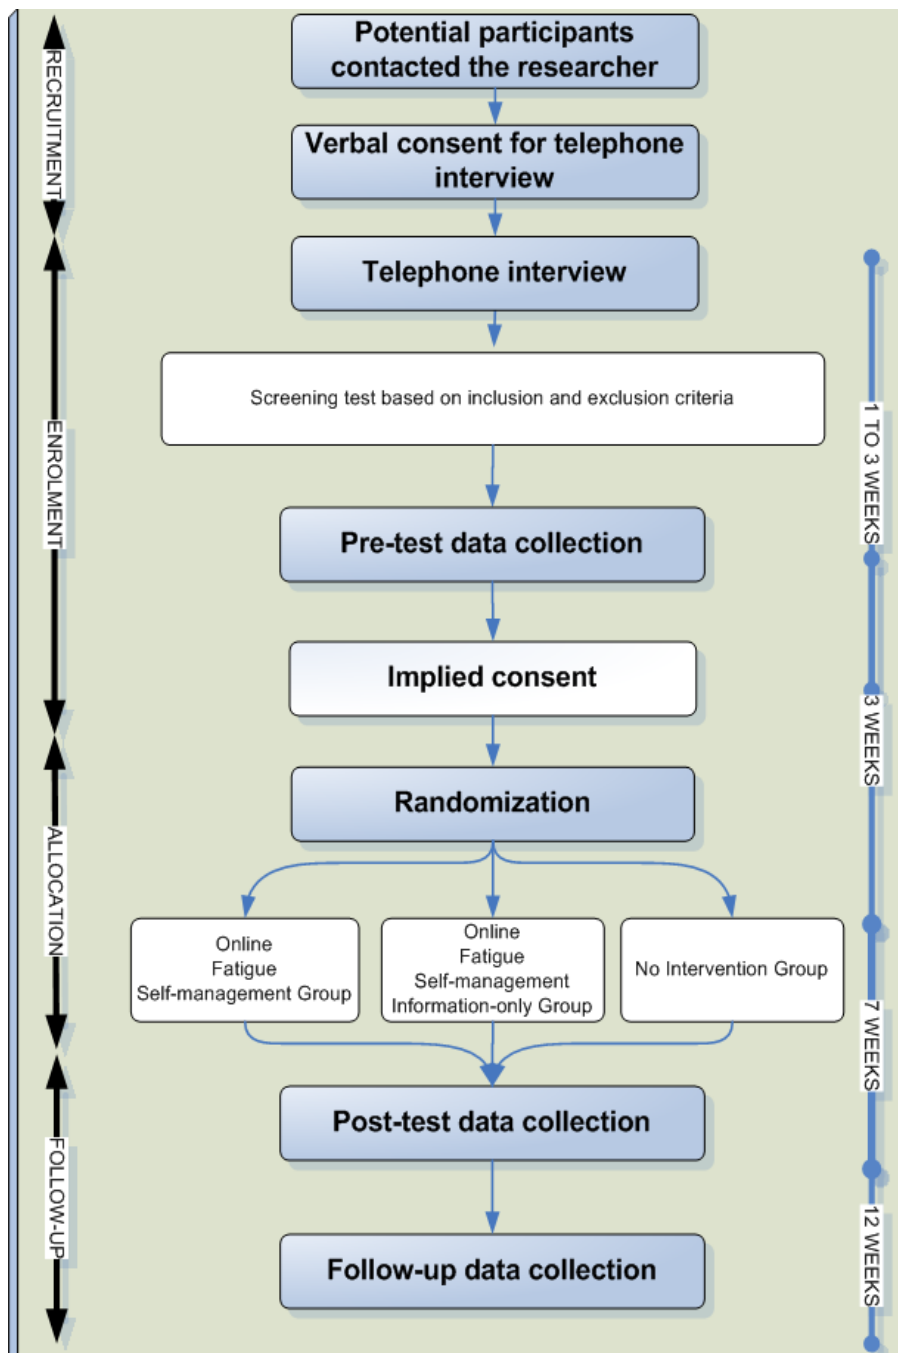 Potential participants
contacted the researcher
RECRUITMENT
Verbal consent for telephone
interview
Telephone interview
Screening test based on inclusion and exclusion criteria
1 TO 3 WEEKS
ENROLMENT
Pre-test data collection
Implied consent
3 WEEKS
Randomization
ALLOCATION
Online
Fatigue
Self-management Group
Online
Fatigue
Self-management
Information-only Group
No Intervention Group
7 WEEKS
Post-test data collection
FOLLOW-UP
Follow-up data collection
12 WEEKS